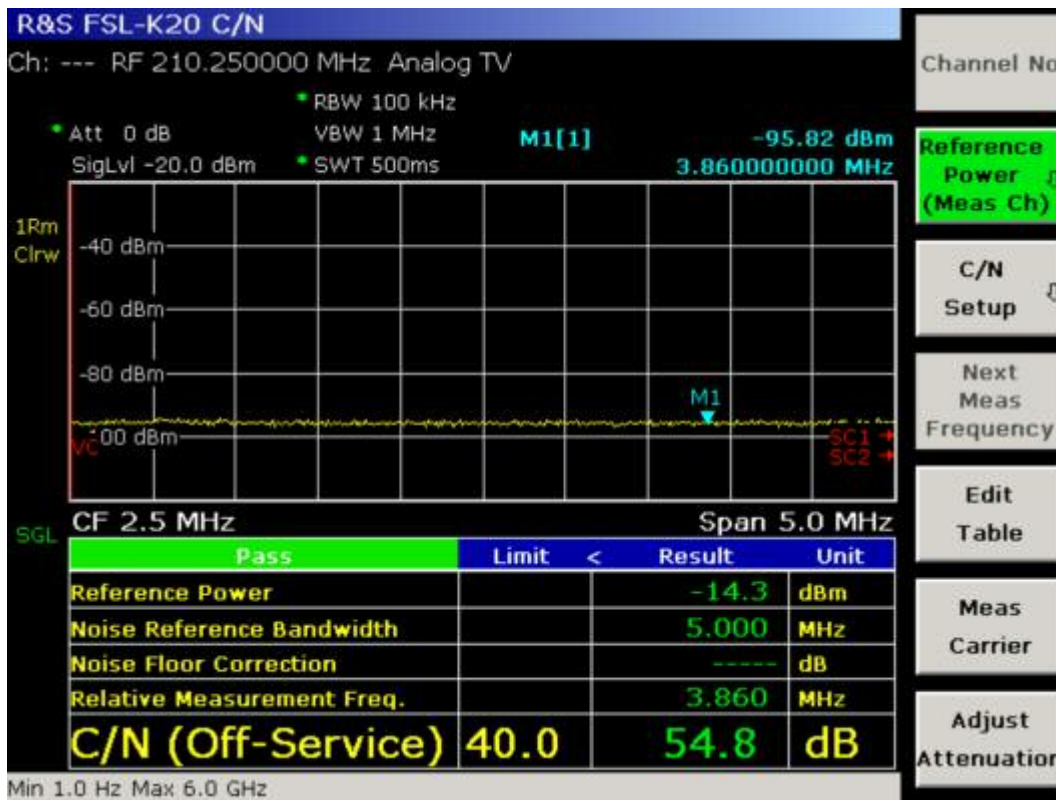 R&S FSL-K20 C/N
Ch: --- RF 210.250000 MHz Analog TV
RBW 100 kHz
Att 0 dB VBW 1 MHz M1[1] -95.82 dBm
SigLvl -20.0 dBm SWT 500ms 3.860000000 MHz
1Rm
Clrw
-40 dBm
-60 dBm
-80 dBm
M1
00 dBm
VC
SC1
SC2
SGL
CF 2.5 MHz Span 5.0 MHz
Pass Limit < Result Unit
Reference Power -14.3 dBm
Noise Reference Bandwidth 5.000 MHz
Noise Floor Correction ----- dB
Relative Measurement Freq. 3.860 MHz
C/N (Off-Service) 40.0 54.8 dB
Min 1.0 Hz Max 6.0 GHz
Channel No
Reference
Power
(Meas Ch)
C/N
Setup
Next
Meas
Frequency
Edit
Table
Meas
Carrier
Adjust
Attenuation